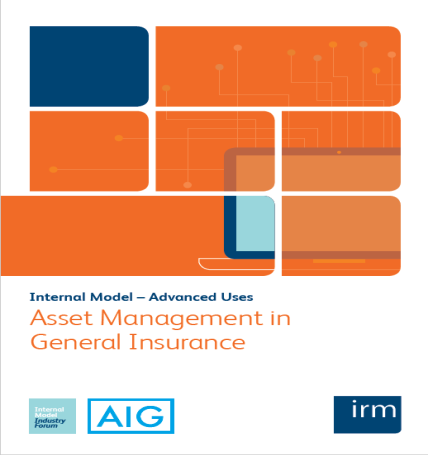 Internal Model – Advanced Uses
Asset Management in
General Insurance
Internal
Model
Industry
Forum
AIG
irm